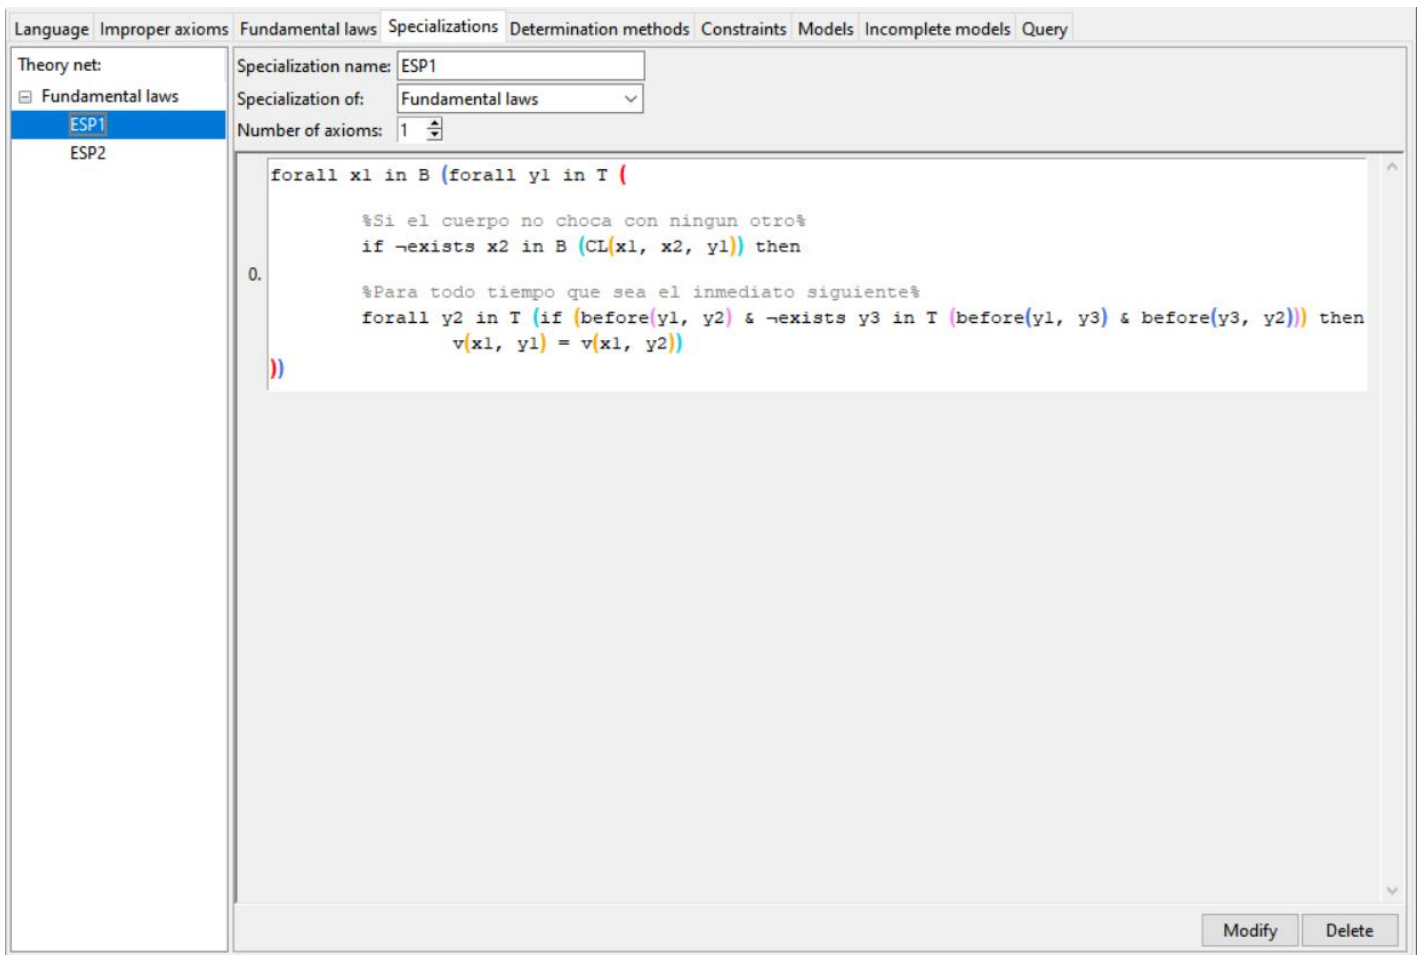 Language Improper axioms Fundamental laws Specializations Determination methods Constraints Models Incomplete models Query
Theory net:
Fundamental laws
ESP1
ESP2
Specialization name: ESP1
Specialization of: Fundamental laws
Number of axioms: 1
0.
forall x1 in B (forall y1 in T (
%Si el cuerpo no choca con ningun otro%
if ¬exists x2 in B (CL(x1, x2, y1)) then
%Para todo tiempo que sea el inmediato siguiente%
forall y2 in T (if (before(y1, y2) & ¬exists y3 in T (before(y1, y3) & before(y3, y2))) then
v(x1, y1) = v(x1, y2))
))
Modify Delete